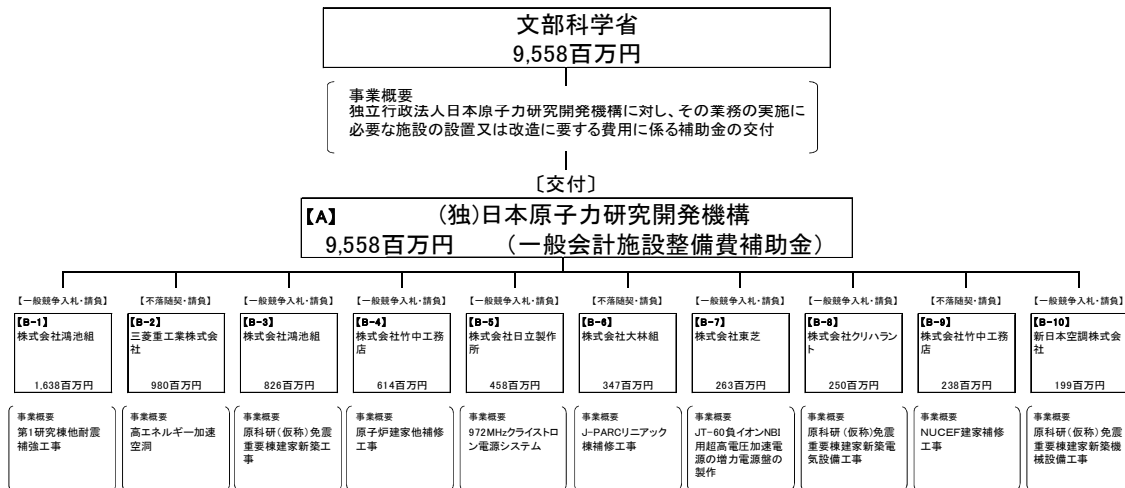 文部科学省
9,558百万円
事業概要
独立行政法人日本原子力研究開発機構に対し、その業務の実施に
必要な施設の設置又は改造に要する費用に係る補助金の交付
〔交付〕
【A】 (独)日本原子力研究開発機構
9,558百万円 (一般会計施設整備費補助金)
【一般競争入札・請負】
【B-1】
株式会社鴻池組
1,638百万円
事業概要
第1研究棟他耐震
補強工事
【不落随契・請負】
【B-2】
三菱重工業株式会
社
980百万円
事業概要
高エネルギー加速
空洞
【一般競争入札・請負】
【B-3】
株式会社鴻池組
826百万円
事業概要
原科研(仮称)免震
重要棟建家新築工
事
【一般競争入札・請負】
【B-4】
株式会社竹中工務
店
614百万円
事業概要
原子炉建家他補修
工事
【一般競争入札・請負】
【B-5】
株式会社日立製作
所
458百万円
事業概要
972MHzクライストロ
ン電源システム
【不落随契・請負】
【B-6】
株式会社大林組
347百万円
事業概要
J-PARCリニアック
棟補修工事
【一般競争入札・請負】
【B-7】
株式会社東芝
263百万円
事業概要
JT-60負イオンNBI
用超高電圧加速電
源の増力電源盤の
製作
【一般競争入札・請負】
【B-8】
株式会社クリハラン
ト
250百万円
事業概要
原科研(仮称)免震
重要棟建家新築電
気設備工事
【不落随契・請負】
【B-9】
株式会社竹中工務
店
238百万円
事業概要
NUCEF建家補修
工事
【一般競争入札・請負】
【B-10】
新日本空調株式会
社
199百万円
事業概要
原科研(仮称)免震
重要棟建家新築機
械設備工事